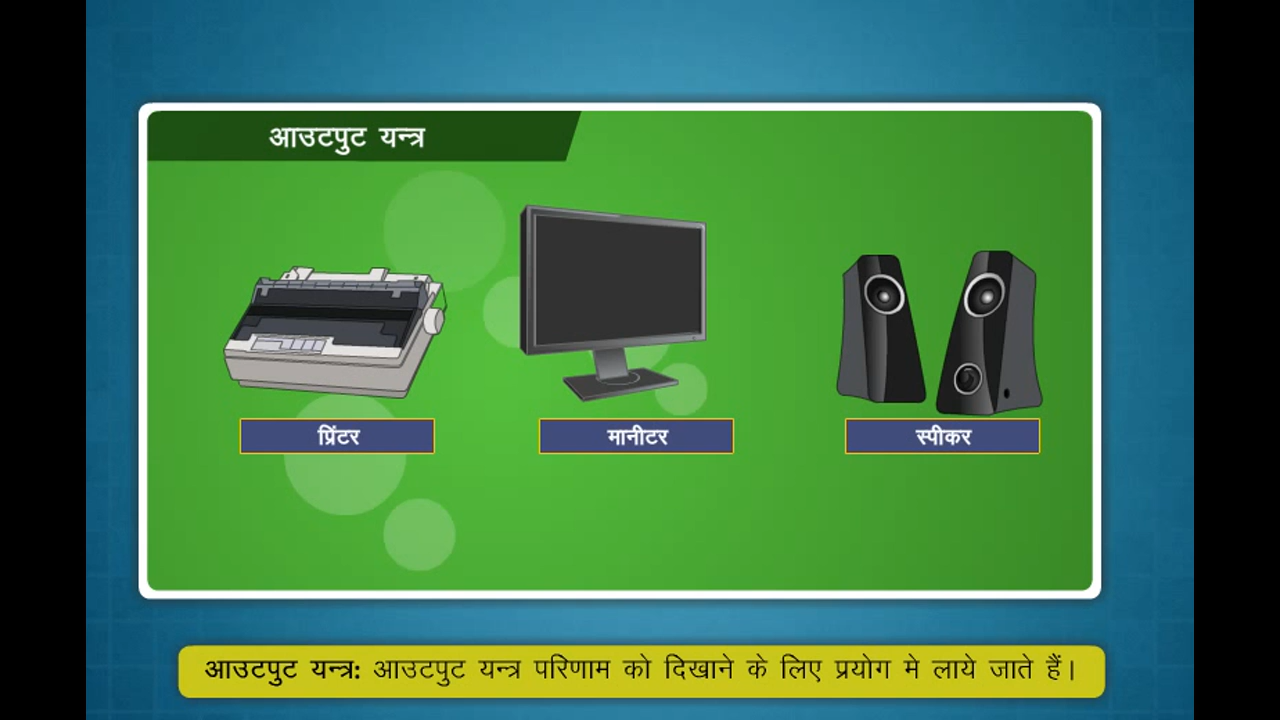 आउटपुट यन्त्र
प्रिंटर
मानीटर
स्पीकर
आउटपुट यन्त्र: आउटपुट यन्त्र परिणाम को दिखाने के लिए प्रयोग मे लाये जाते हैं।